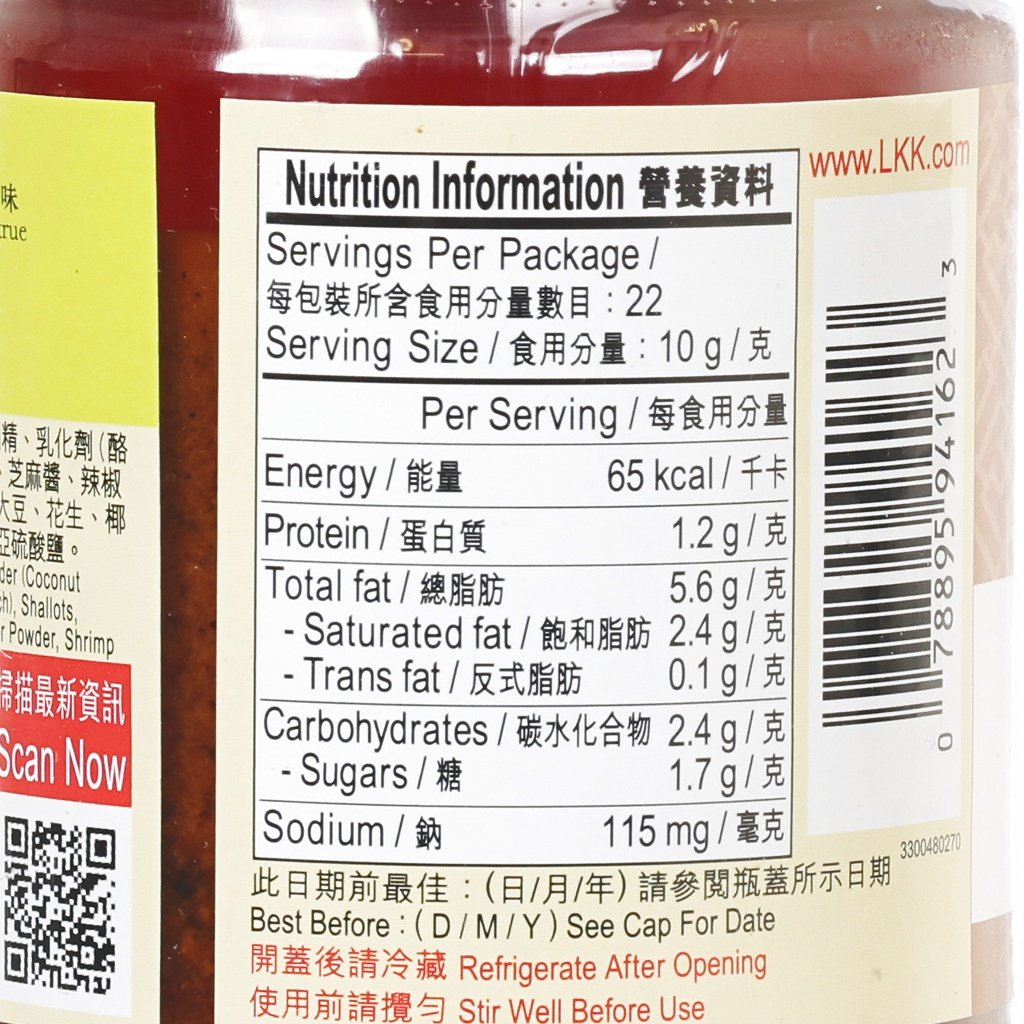 味
true
精、乳化劑（酪
、芝麻醬、辣椒
大豆、花生、椰
亞硫酸鹽。
der (Coconut
ch), Shallots,
r Powder, Shrimp
掃描最新資訊
Scan Now
Nutrition Information 營養資料
Servings Per Package /
每包裝所含食用分量數目：22
Serving Size / 食用分量：10 g / 克
Per Serving / 每食用分量
Energy / 能量 65 kcal / 千卡
Protein / 蛋白質 1.2 g / 克
Total fat / 總脂肪 5.6 g / 克
- Saturated fat / 飽和脂肪 2.4 g / 克
- Trans fat / 反式脂肪 0.1 g / 克
Carbohydrates / 碳水化合物 2.4 g / 克
- Sugars / 糖 1.7 g / 克
Sodium / 鈉 115 mg / 毫克
此日期前最佳：(日/月/年) 請參閱瓶蓋所示日期
Best Before : ( D / M / Y ) See Cap For Date
開蓋後請冷藏 Refrigerate After Opening
使用前請攪勻 Stir Well Before Use
www.LKK.com
0 78895 94162 3
3300480270